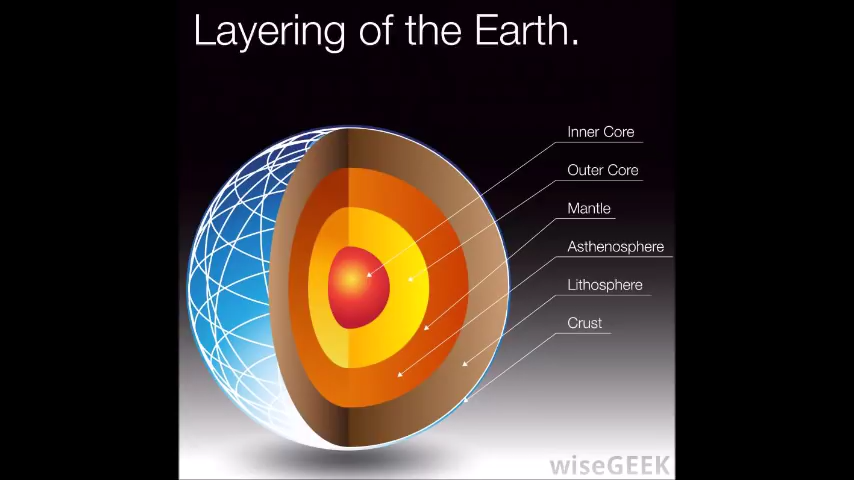 Layering of the Earth.
Inner Core
Outer Core
Mantle
Asthenosphere
Lithosphere
Crust
wiseGEEK